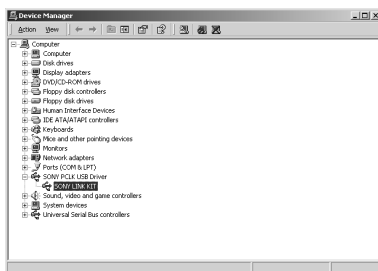 Device Manager
Action View
Computer
Computer
Disk drives
Display adapters
DVD/CD-ROM drives
Floppy disk controllers
Floppy disk drives
Human Interface Devices
IDE ATA/ATAPI controllers
Keyboards
Mice and other pointing devices
Monitors
Network adapters
Ports (COM & LPT)
SONY PCLK USB Driver
SONY LINK KIT
Sound, video and game controllers
System devices
Universal Serial Bus controllers